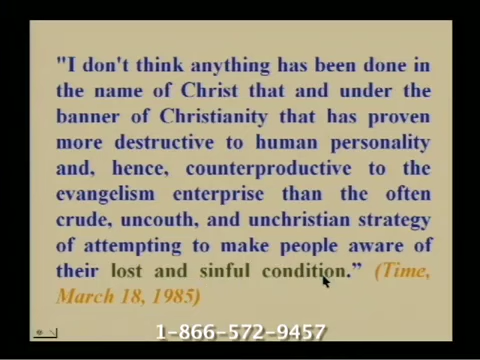 "I don't think anything has been done in
the name of Christ that and under the
banner of Christianity that has proven
more destructive to human personality
and, hence, counterproductive to the
evangelism enterprise than the often
crude, uncouth, and unchristian strategy
of attempting to make people aware of
their lost and sinful condition.” (Time,
March 18, 1985)
1-866-572-9457